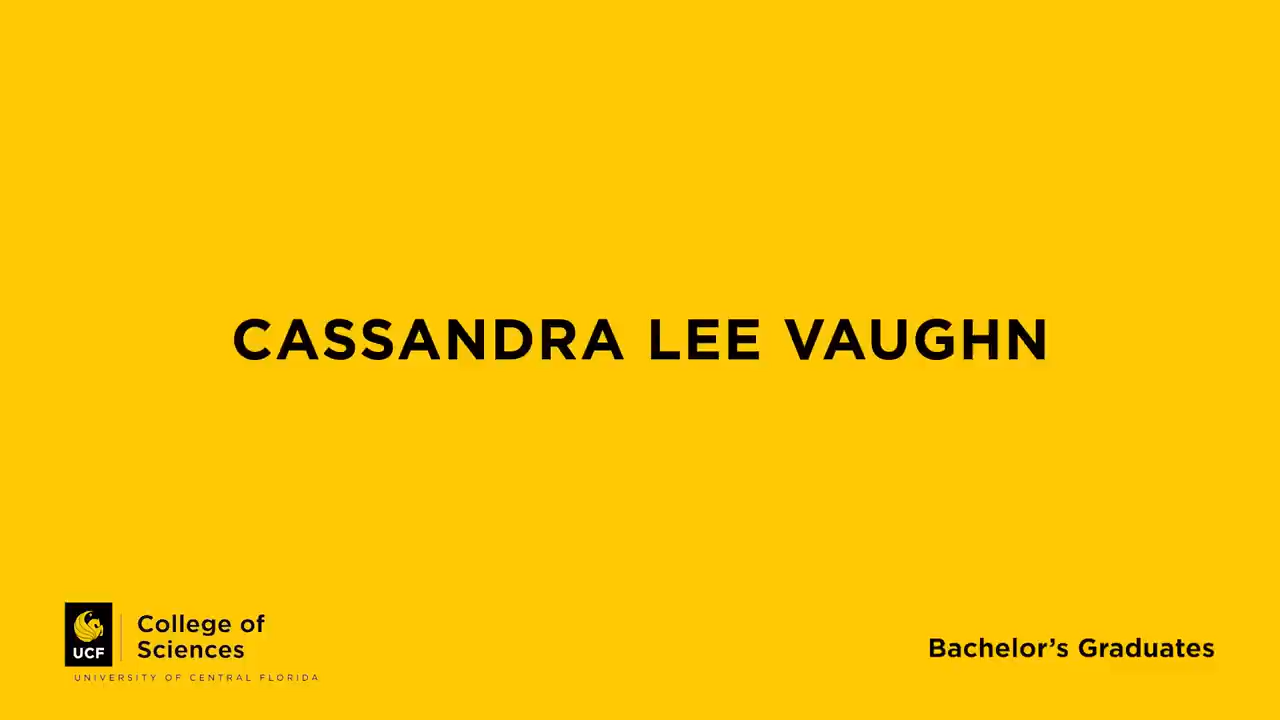 CASSANDRA LEE VAUGHN
UCF
College of
Sciences
UNIVERSITY OF CENTRAL FLORIDA
Bachelor’s Graduates